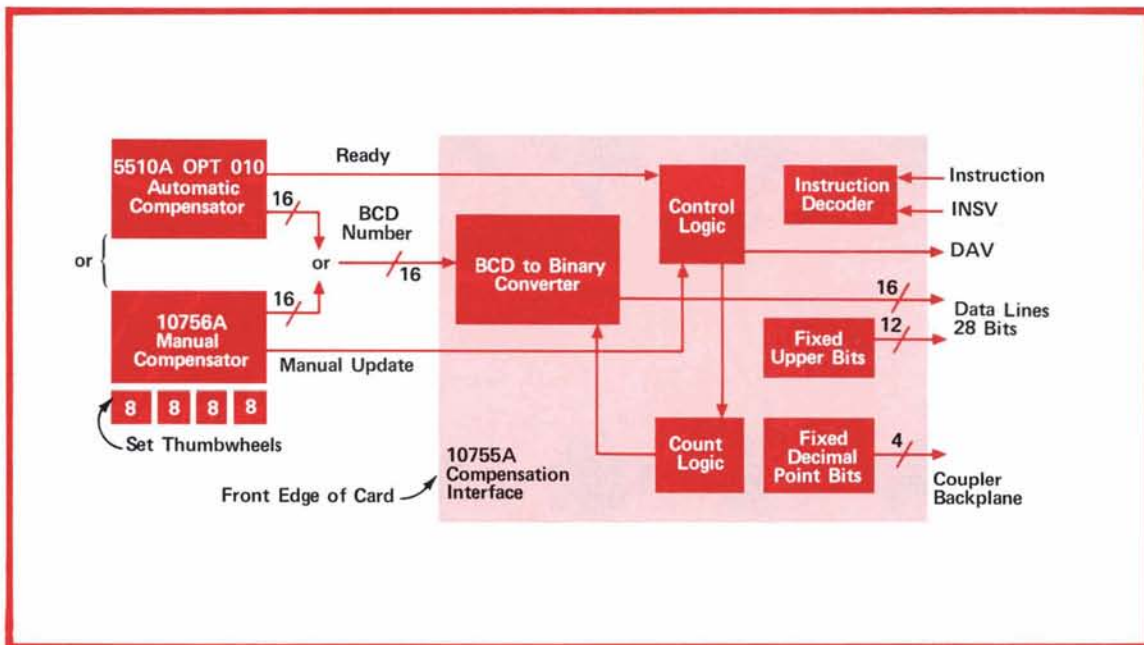 5510A OPT 010
Automatic
Compensator
16
Ready
BCD
Number
or
or
16
16
10756A
Manual
Compensator
Manual Update
8 8 8 8
Set Thumbwheels
Front Edge of Card
10755A
Compensation
Interface
BCD to Binary
Converter
Control
Logic
Count
Logic
Instruction
Decoder
Instruction
INSV
DAV
16
Data Lines
28 Bits
12
Fixed
Upper Bits
Fixed
Decimal
Point Bits
4
Coupler
Backplane